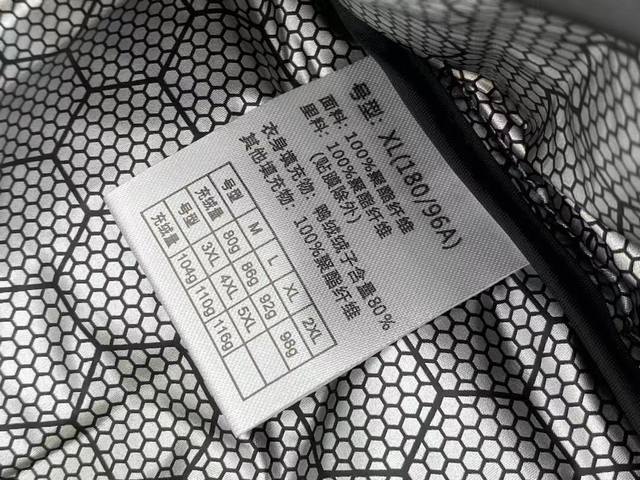 号型: XL(180/96A)
面料: 100%聚酯纤维
里料: 100%聚酯纤维
(贴膜除外)
衣身填充物: 鹅绒绒子含量80%
其他填充物: 100%聚酯纤维
号型 M L XL 2XL
充绒量 80g 86g 92g 98g
号型 3XL 4XL 5XL
充绒量 104g 110g 116g